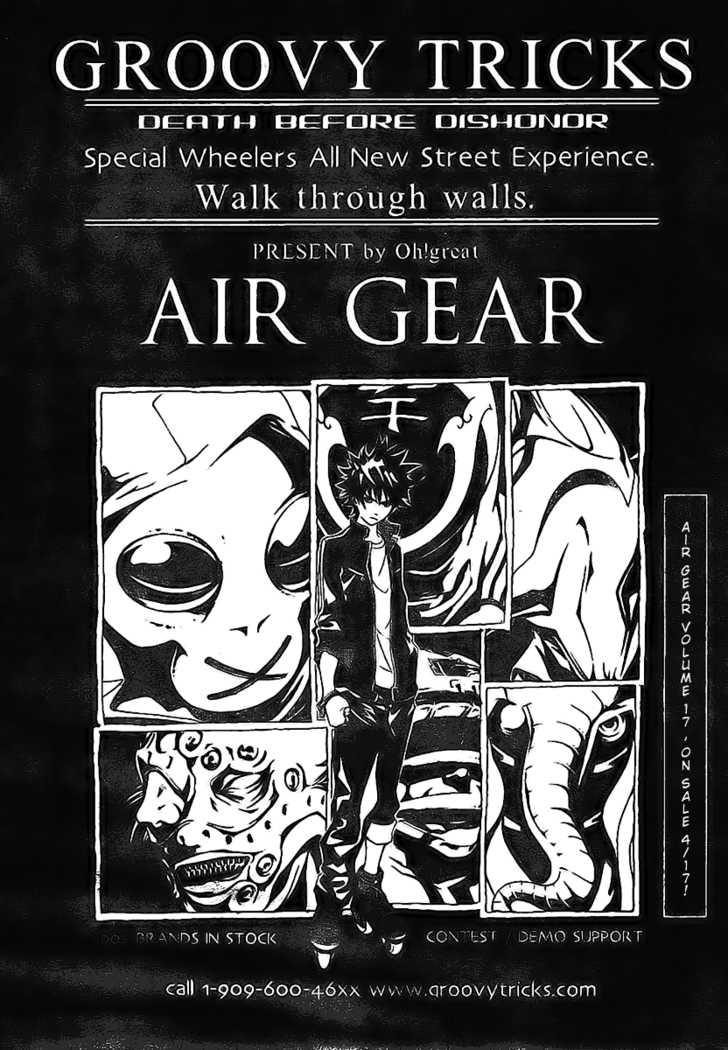 GROOVY TRICKS
DEATH BEFORE DISHONOR
Special Wheelers All New Street Experience.
Walk through walls.
PRESENT by Oh!great
AIR GEAR
AIR GEAR VOLUME 17, ON SALE 4/17!
BRANDS IN STOCK
CONTEST / DEMO SUPPORT
call 1-909-600-46xx www.groovytricks.com